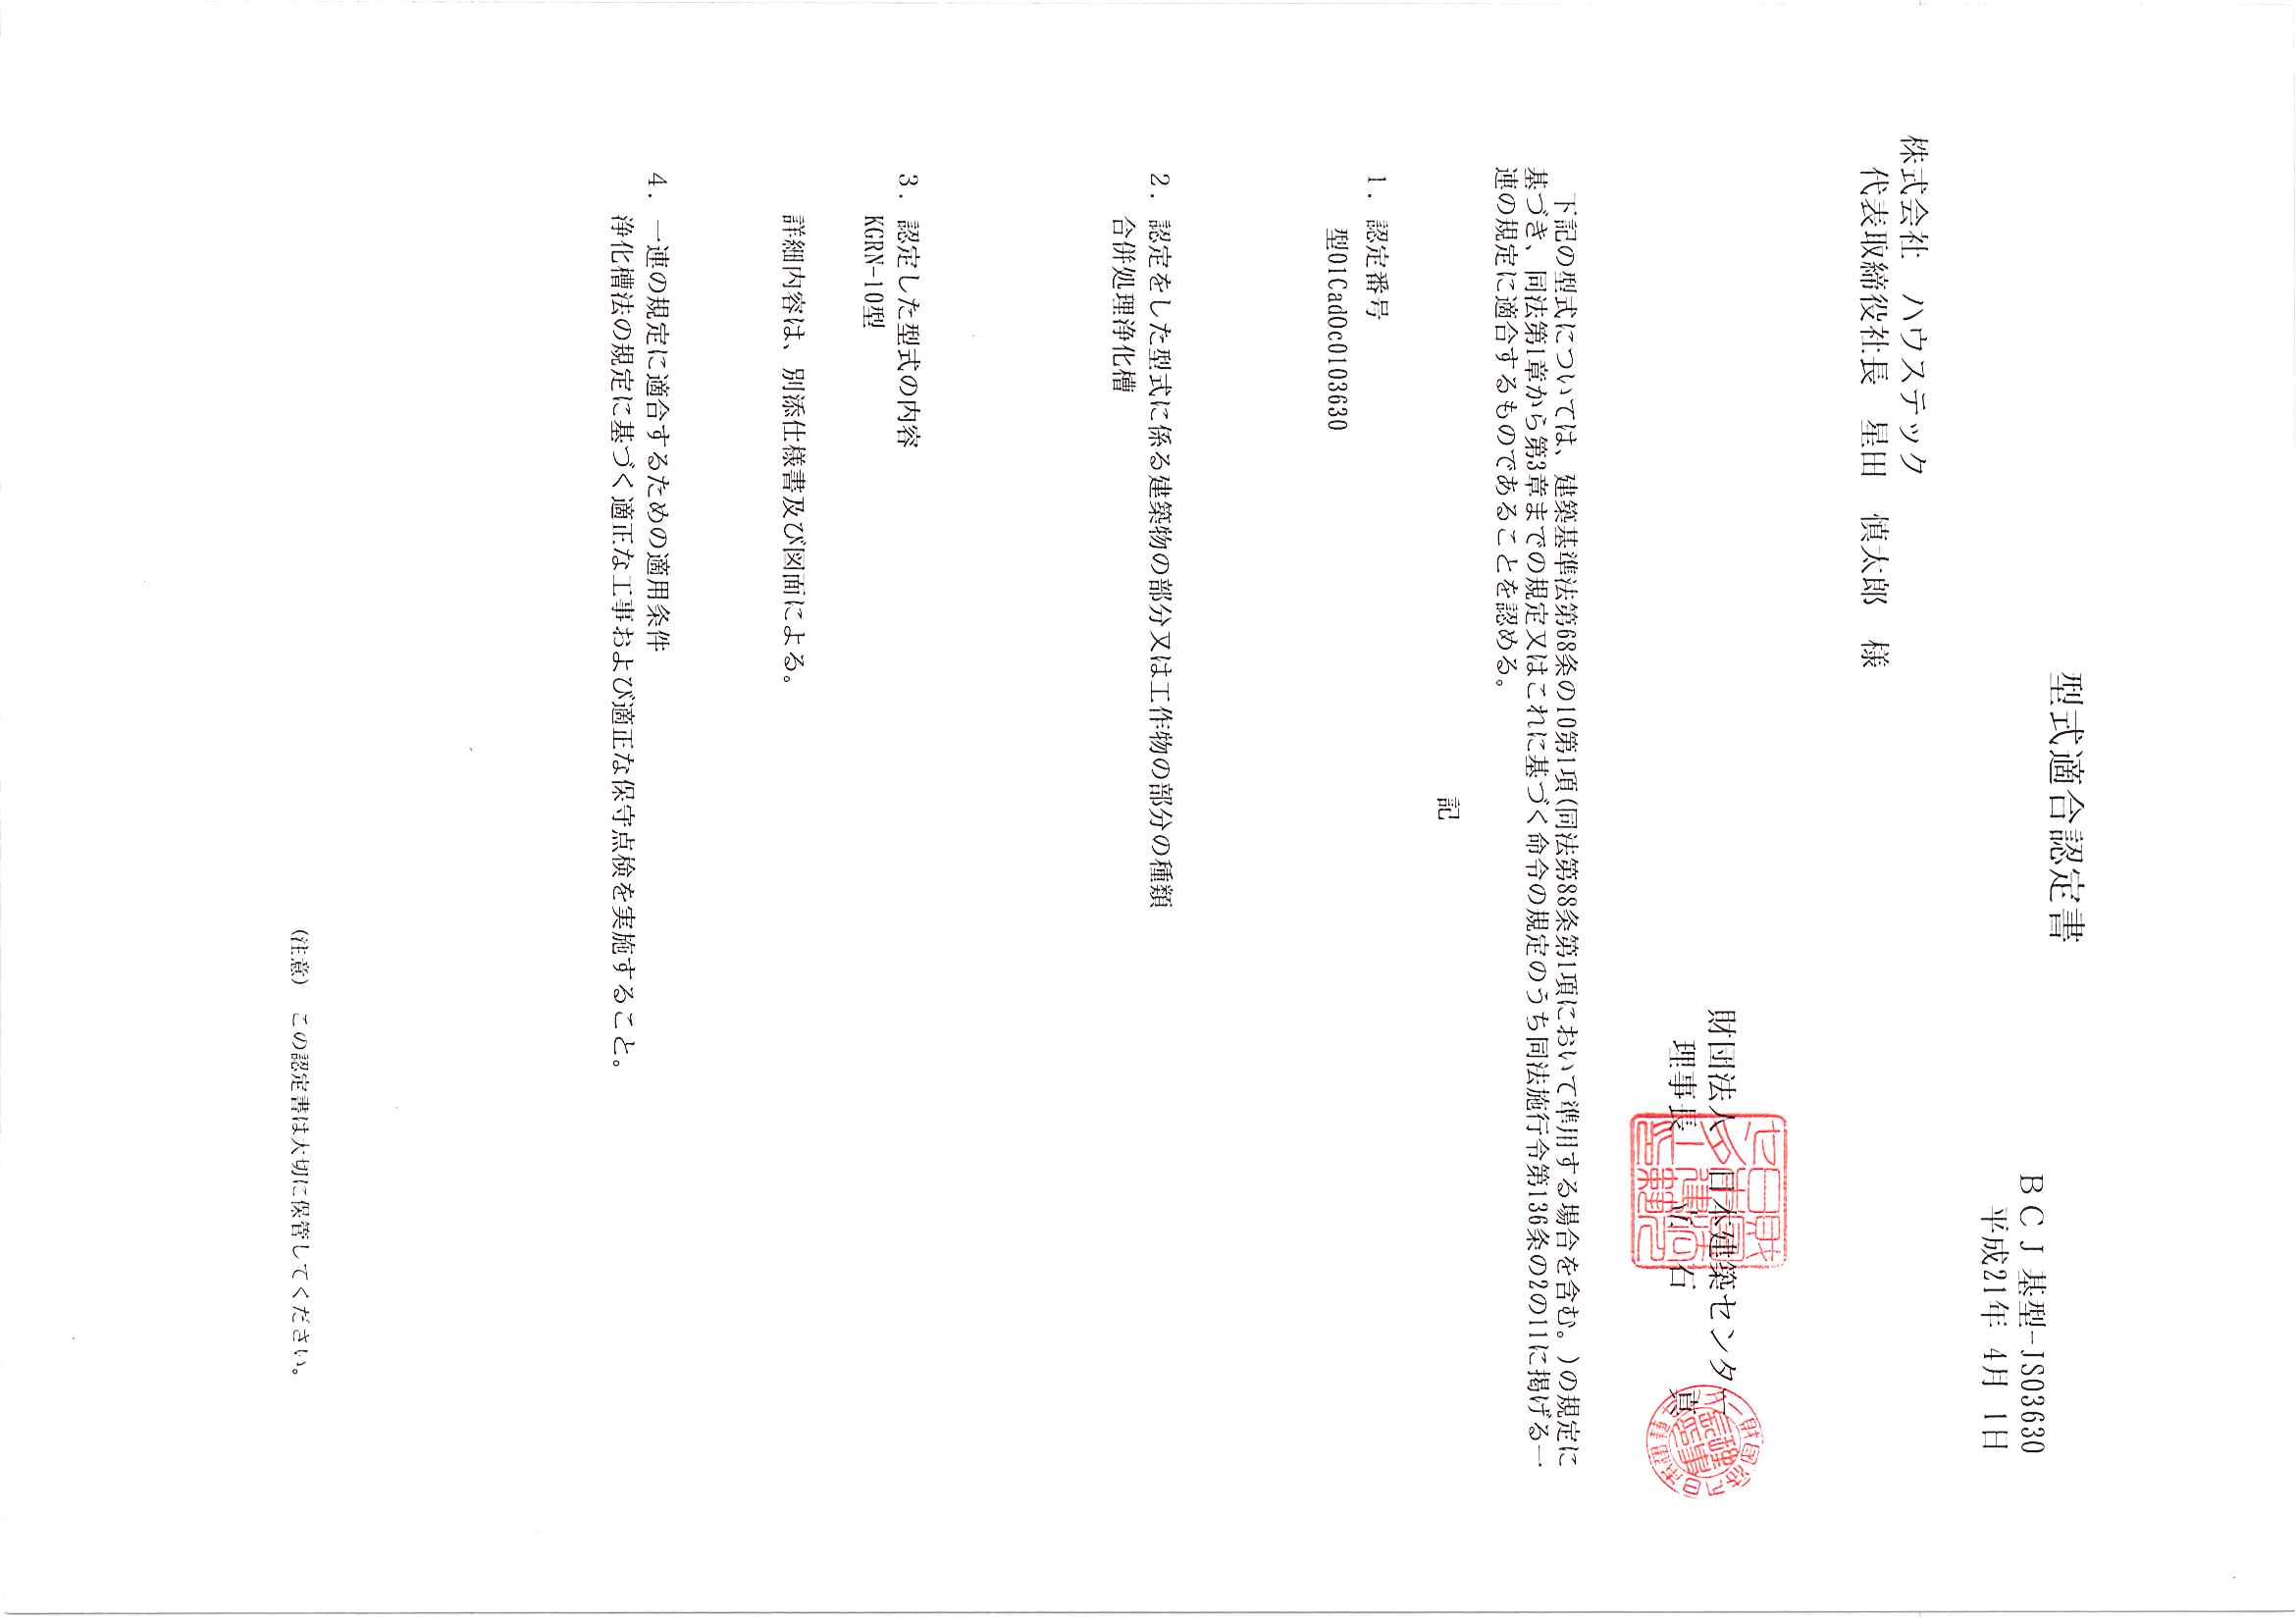 型式適合認定書
ＢＣＪ基型-JS03630
平成21年 4月 1日
株式会社 ハウステック
代表取締役社長 星田 慎太郎 様
財団法人 日本建築センター
理事長 立石 真
下記の型式については、建築基準法第68条の10第1項(同法第88条第1項において準用する場合を含む。)の規定に
基づき、同法第1章から第3章までの規定又はこれに基づく命令の規定のうち同法施行令第136条の2の11に掲げる一
連の規定に適合するものであることを認める。
記
1. 認定番号
型01Cad0c0103630
2. 認定をした型式に係る建築物の部分又は工作物の部分の種類
合併処理浄化槽
3. 認定した型式の内容
KGRN-10型
詳細内容は、別添仕様書及び図面による。
4. 一連の規定に適合するための適用条件
浄化槽法の規定に基づく適正な工事および適正な保守点検を実施すること。
(注意) この認定書は大切に保管してください。